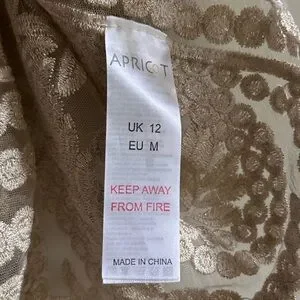 APRICOT
UK 12
EU M
KEEP AWAY
FROM FIRE
MADE IN CHINA